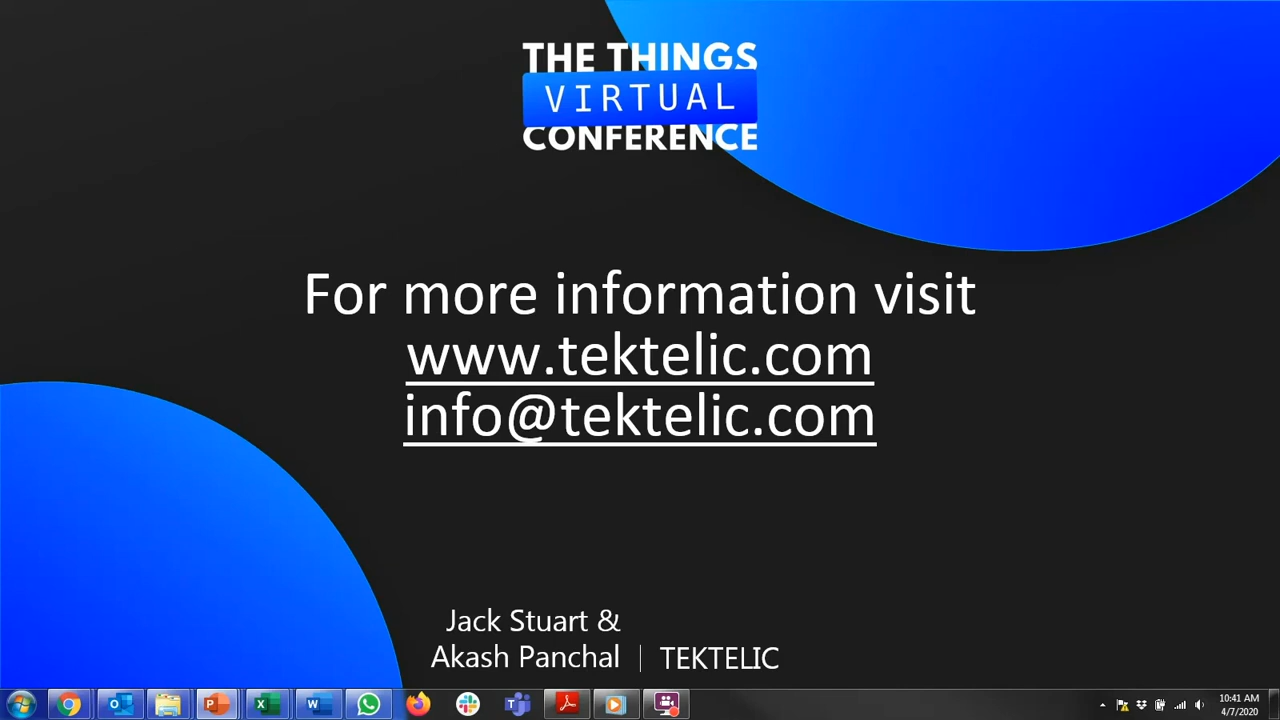 THE THINGS
VIRTUAL
CONFERENCE
For more information visit
www.tektelic.com
info@tektelic.com
Jack Stuart &
Akash Panchal | TEKTELIC
10:41 AM
4/7/2020